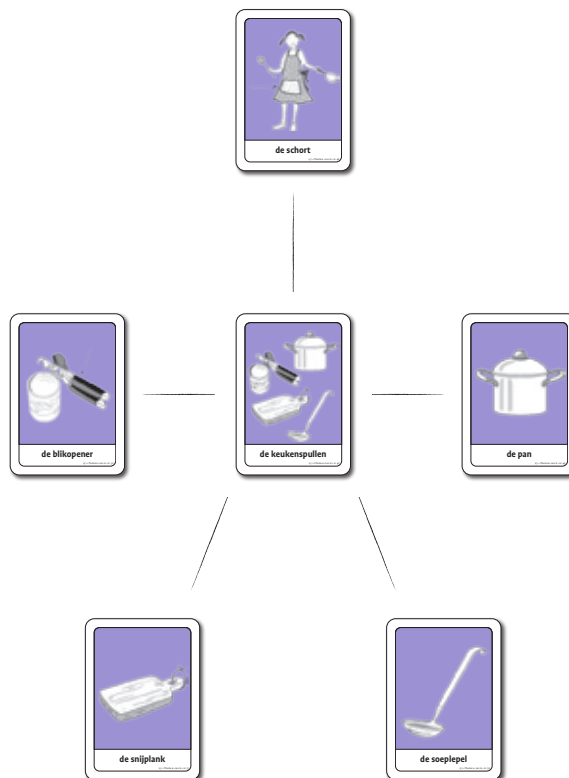 de schort
de blikopener
de keukenspullen
de pan
de snijplank
de soeplepel